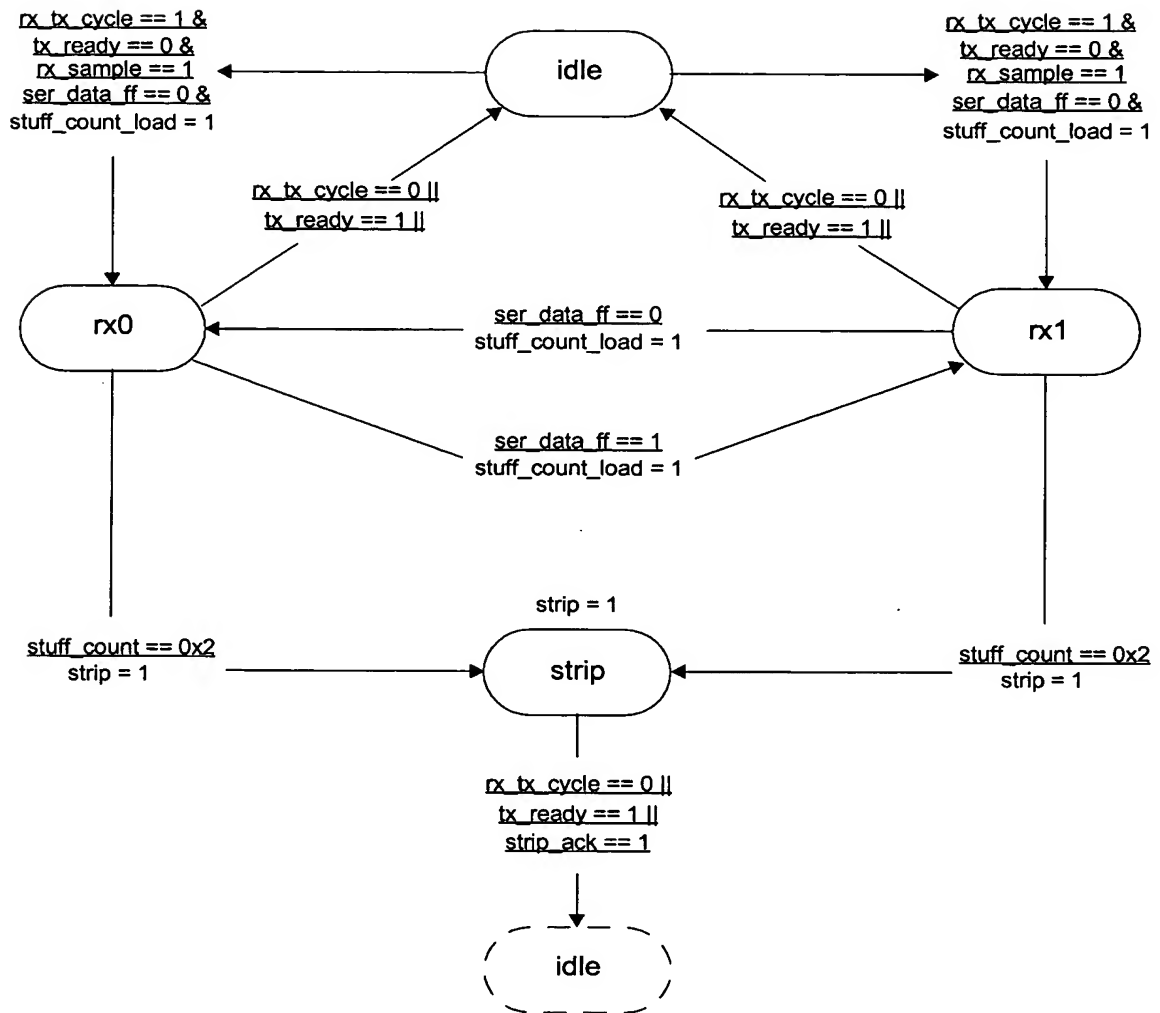 rx_tx_cycle == 1 &
tx_ready == 0 &
rx_sample == 1
ser_data_ff == 0 &
stuff_count_load = 1
idle
rx_tx_cycle == 1 &
tx_ready == 0 &
rx_sample == 1
ser_data_ff == 0 &
stuff_count_load = 1
rx_tx_cycle == 0 ||
tx_ready == 1 ||
rx_tx_cycle == 0 ||
tx_ready == 1 ||
rx0
ser_data_ff == 0
stuff_count_load = 1
rx1
ser_data_ff == 1
stuff_count_load = 1
strip = 1
stuff_count == 0x2
strip = 1
strip
stuff_count == 0x2
strip = 1
rx_tx_cycle == 0 ||
tx_ready == 1 ||
strip_ack == 1
idle